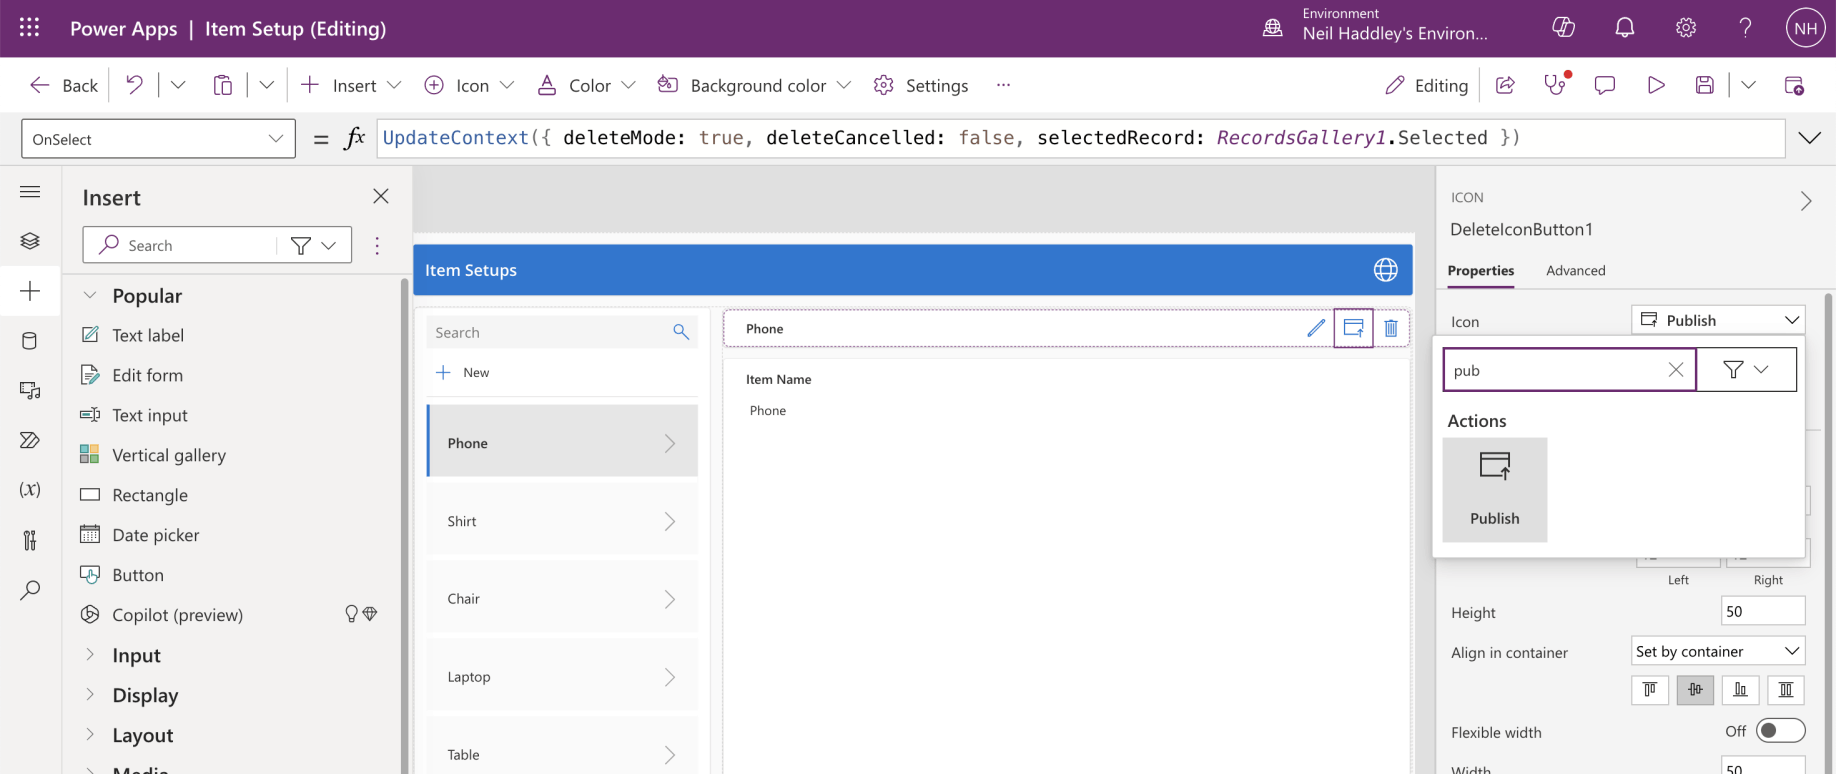 Power Apps | Item Setup (Editing)
Environment
Neil Haddley's Environ...
NH
Back
Insert
Icon
Color
Background color
Settings
...
Editing
OnSelect
= fx UpdateContext({ deleteMode: true, deleteCancelled: false, selectedRecord: RecordsGallery1.Selected })
Insert
Search
Popular
Text label
Edit form
Text input
Vertical gallery
Rectangle
Date picker
Button
Copilot (preview)
Input
Display
Layout
Media
Item Setups
Search
New
Phone
Shirt
Chair
Laptop
Table
Phone
Item Name
Phone
ICON
DeleteIconButton1
Properties
Advanced
Icon
Publish
pub
Actions
Publish
Left
Right
Height
50
Align in container
Set by container
Flexible width
Off
Width
50